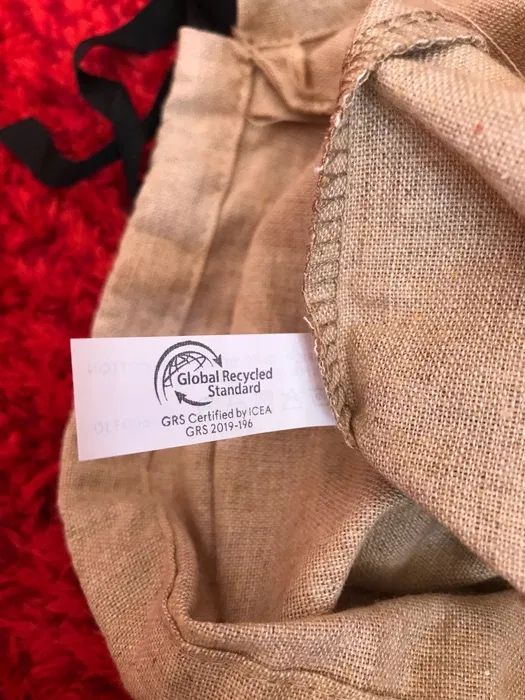 Global Recycled
Standard
GRS Certified by ICEA
GRS 2019-196